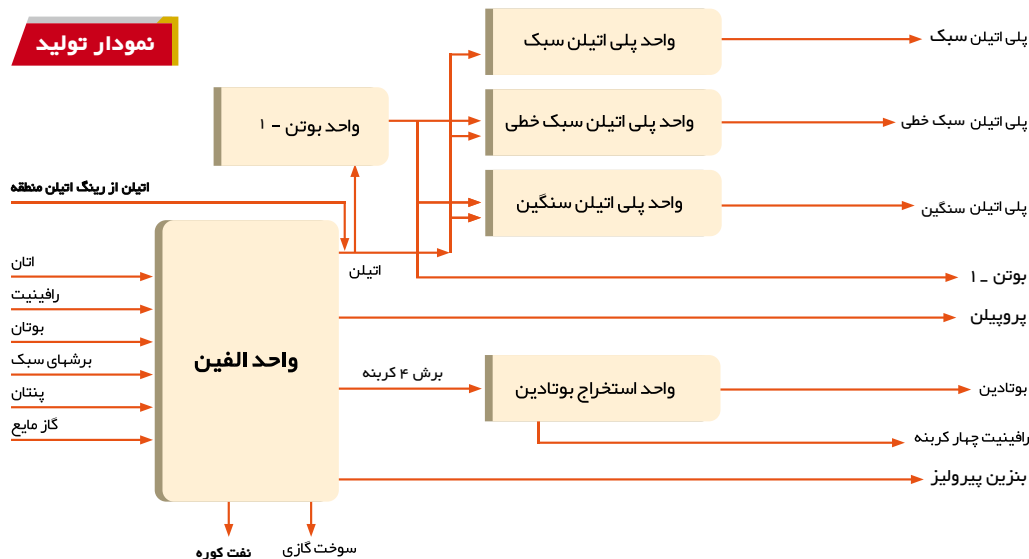 نمودار تولید
واحد پلی اتیلن سبک
پلی اتیلن سبک
واحد بوتن - ۱
واحد پلی اتیلن سبک خطی
پلی اتیلن سبک خطی
اتیلن از رینگ اتیلن منطقه
واحد پلی اتیلن سنگین
پلی اتیلن سنگین
اتیلن
بوتن _ ۱
پروپیلن
اتان
رافینیت
بوتان
برشهای سبک
پنتان
گاز مایع
واحد الفین
برش ۴ کربنه
واحد استخراج بوتادین
بوتادین
رافینیت چهار کربنه
بنزین پیرولیز
نفت کوره
سوخت گازی